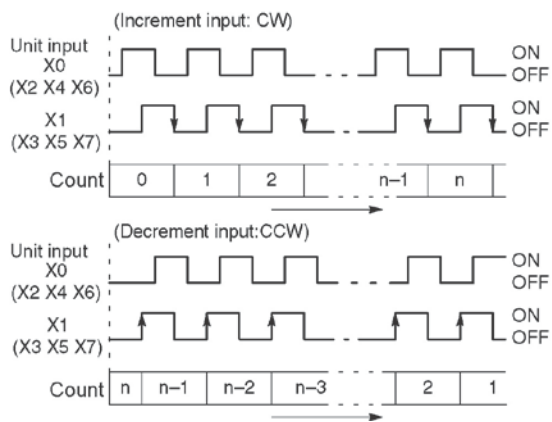 (Increment input: CW)
Unit input
X0
(X2 X4 X6)
ON
OFF
X1
(X3 X5 X7)
ON
OFF
Count 0 1 2 n–1 n
(Decrement input:CCW)
Unit input
X0
(X2 X4 X6)
ON
OFF
X1
(X3 X5 X7)
ON
OFF
Count n n–1 n–2 n–3 2 1